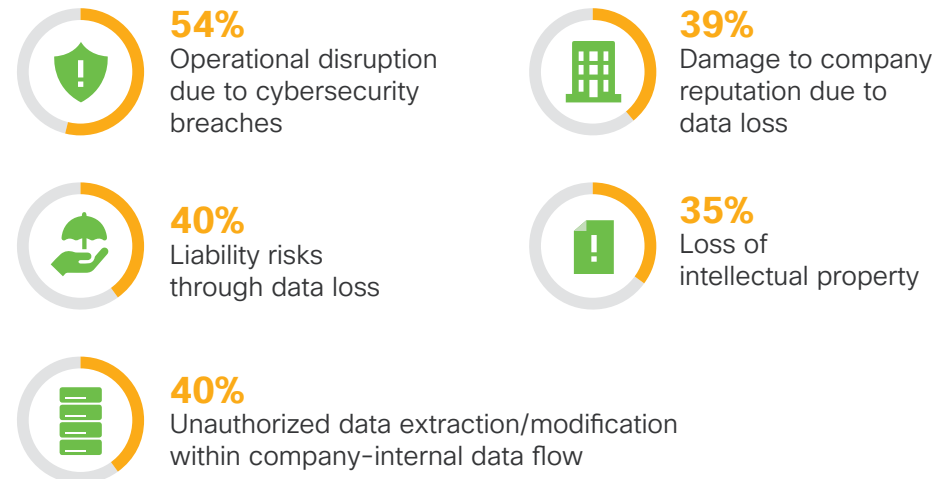 54%
Operational disruption
due to cybersecurity
breaches
39%
Damage to company
reputation due to
data loss
40%
Liability risks
through data loss
35%
Loss of
intellectual property
40%
Unauthorized data extraction/modification
within company-internal data flow